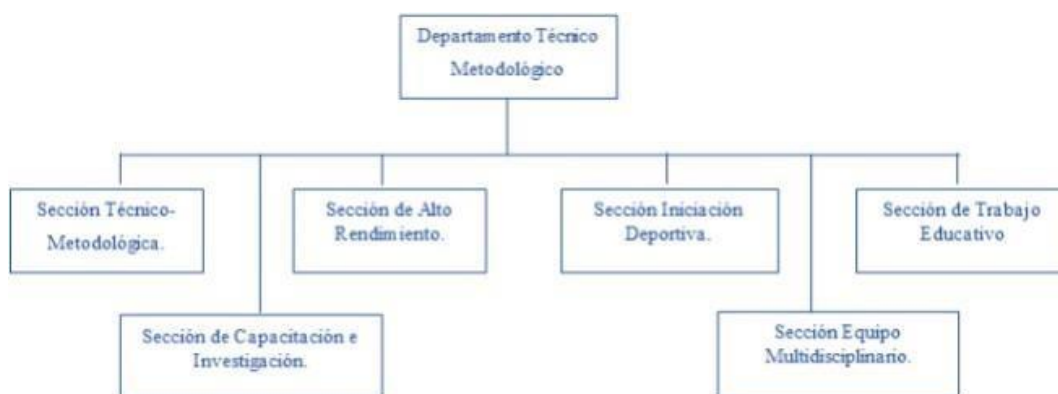 Departamento Técnico
Metodológico
Sección Técnico-
Metodológica.
Sección de Alto
Rendimiento.
Sección Iniciación
Deportiva.
Sección de Trabajo
Educativo
Sección de Capacitación e
Investigación.
Sección Equipo
Multidisciplinario.